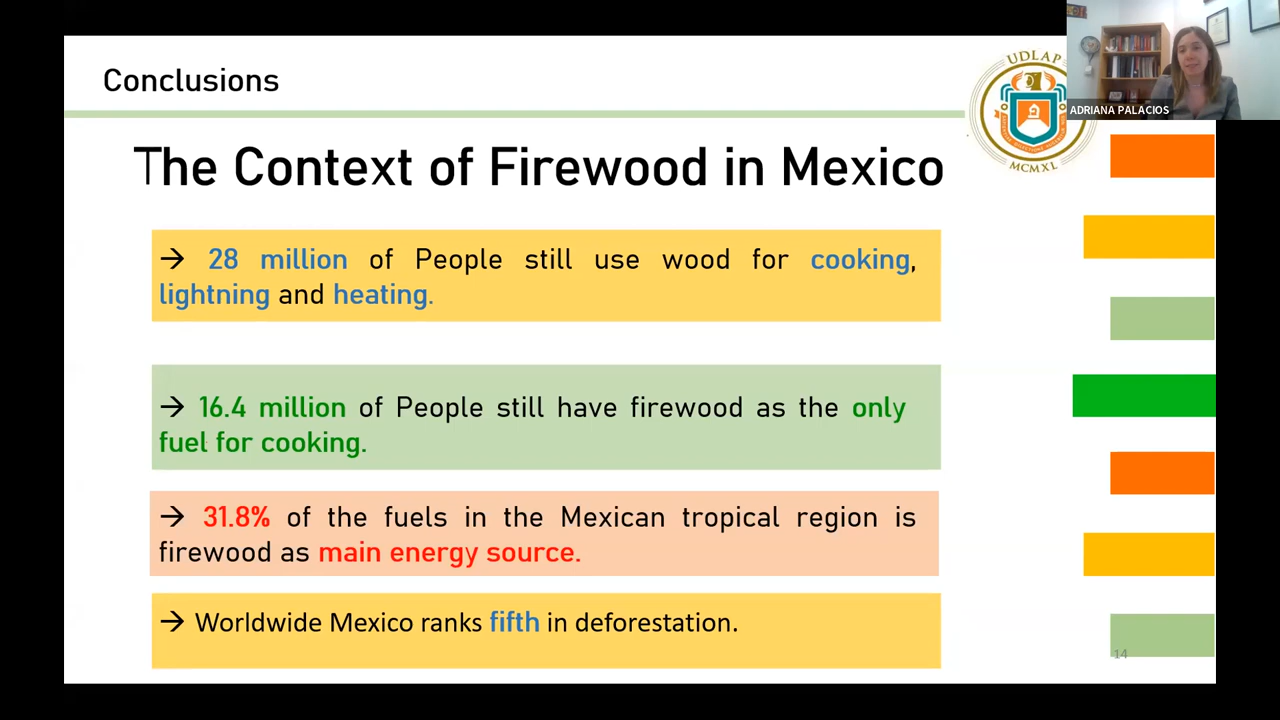 Conclusions
UDLAP
MCMXL
ADRIANA PALACIOS
The Context of Firewood in Mexico
→ 28 million of People still use wood for cooking,
lightning and heating.
→ 16.4 million of People still have firewood as the only
fuel for cooking.
→ 31.8% of the fuels in the Mexican tropical region is
firewood as main energy source.
→ Worldwide Mexico ranks fifth in deforestation.
14